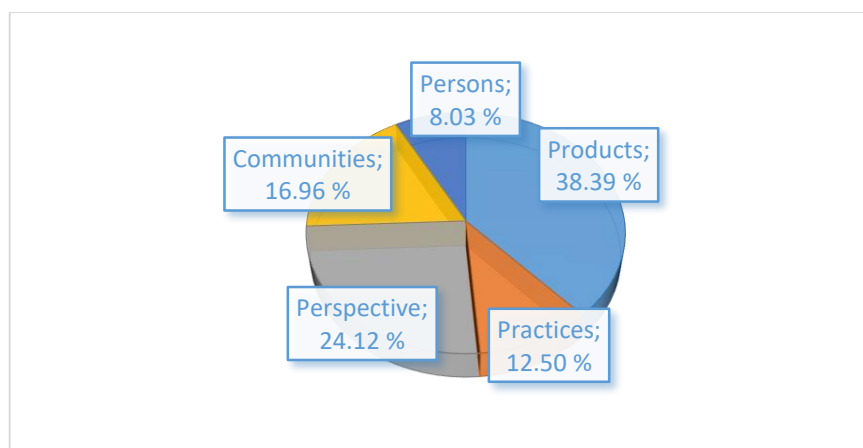 Persons;
8.03 %
Products;
38.39 %
Communities;
16.96 %
Perspective;
24.12 %
Practices;
12.50 %